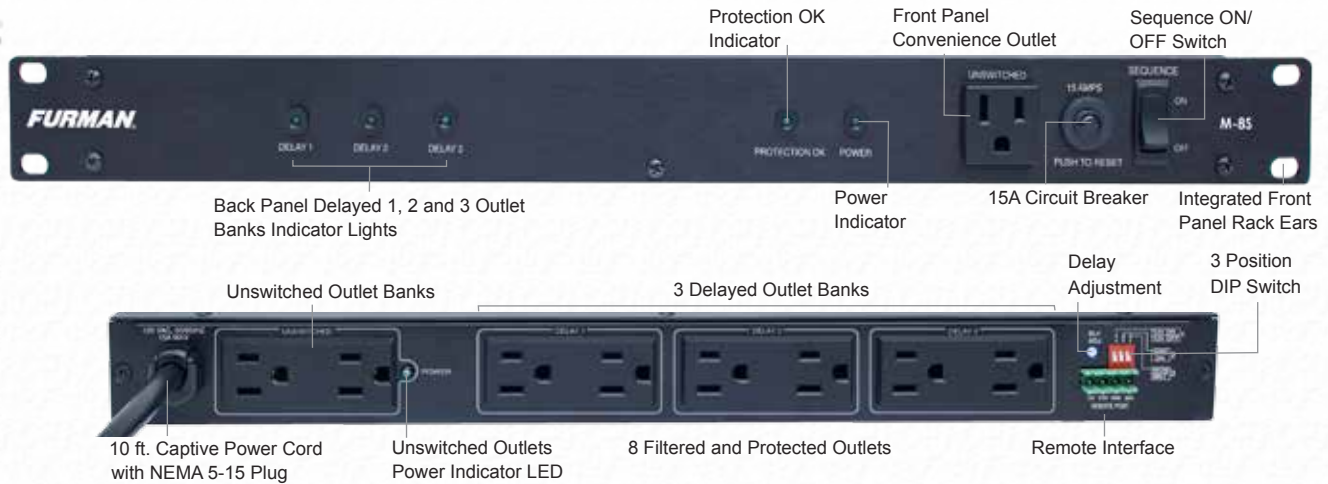 Protection OK
Indicator
Front Panel
Convenience Outlet
Sequence ON/
OFF Switch
FURMAN
DELAY 1
DELAY 2
DELAY 3
PROTECTION OK
POWER
UNSWITCHED
15 AMPS
PUSH TO RESET
SEQUENCE
ON
OFF
M-8S
Back Panel Delayed 1, 2 and 3 Outlet
Banks Indicator Lights
Power
Indicator
15A Circuit Breaker
Integrated Front
Panel Rack Ears
Unswitched Outlet Banks
3 Delayed Outlet Banks
Delay
Adjustment
3 Position
DIP Switch
UNSWITCHED
POWER
DELAY 1
DELAY 2
DELAY 3
REMOTE PORT
10 ft. Captive Power Cord
with NEMA 5-15 Plug
Unswitched Outlets
Power Indicator LED
8 Filtered and Protected Outlets
Remote Interface